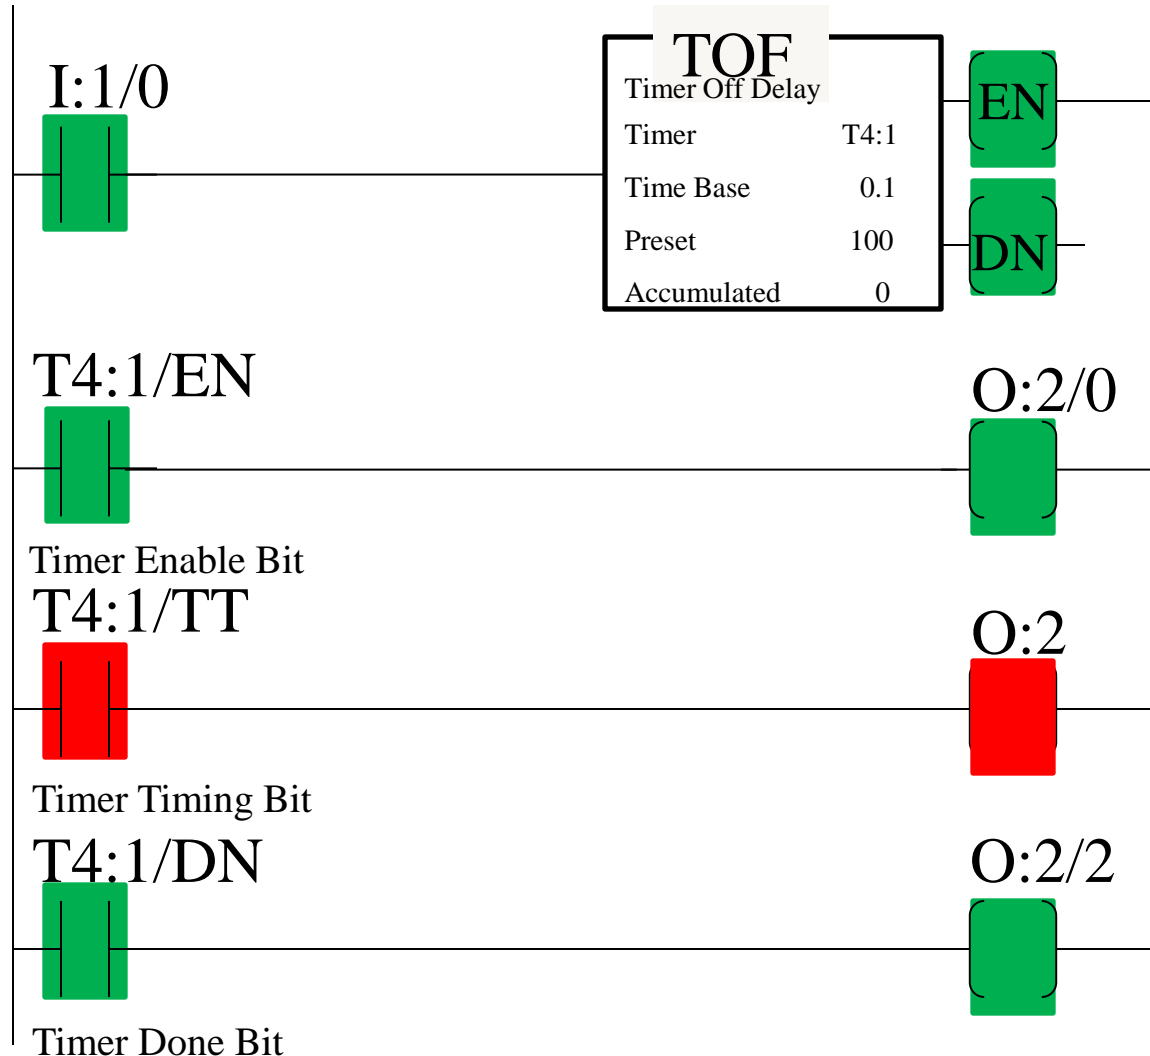 I:1/0
TOF
Timer Off Delay
Timer T4:1
Time Base 0.1
Preset 100
Accumulated 0
EN
DN
T4:1/EN
O:2/0
Timer Enable Bit
T4:1/TT
O:2
Timer Timing Bit
T4:1/DN
O:2/2
Timer Done Bit